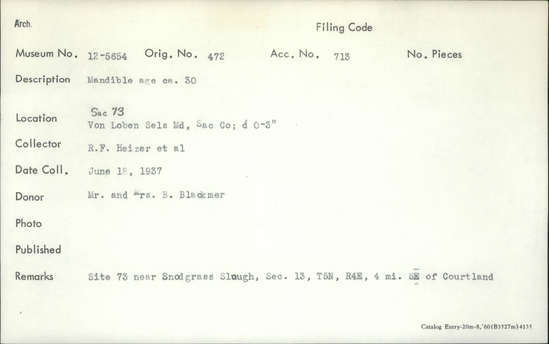 Arch.
Filing Code
Museum No. 12-5654 Orig. No. 472 Acc. No. 713 No. Pieces
Description Mandible age ca. 30
Sac 73
Location Von Loben Sels Md, Sac Co; d 0-3"
Collector R.F. Heizer et al
Date Coll. June 18, 1937
Donor Mr. and Mrs. B. Blackmer
Photo
Published
Remarks Site 73 near Snodgrass Slough, Sec. 13, T5N, R4E, 4 mi. SE of Courtland
Catalog Entry-20m-8,'60(B3727m)4135